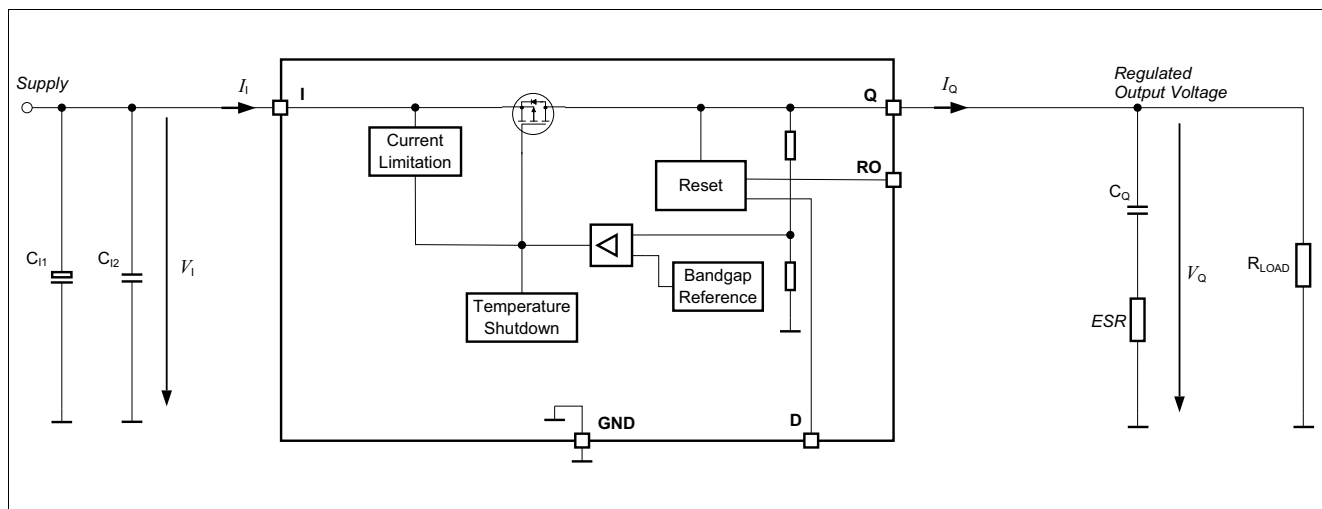 Supply
I_I
I
Q
I_Q
Regulated
Output Voltage
Current
Limitation
Reset
RO
C_Q
C_I1
C_I2
V_I
Bandgap
Reference
V_Q
R_LOAD
Temperature
Shutdown
ESR
GND
D